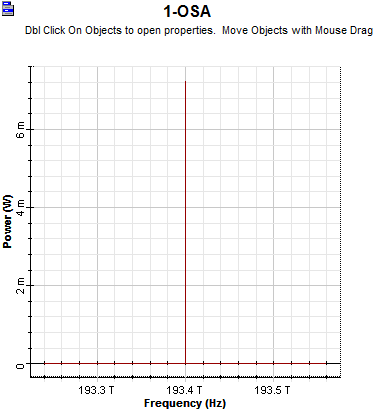 1-OSA
Dbl Click On Objects to open properties.  Move Objects with Mouse Drag
Power (W)
6 m
4 m
2 m
0
193.3 T
193.4 T
193.5 T
Frequency (Hz)